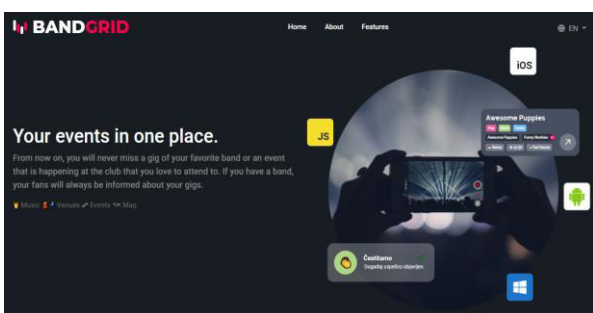 BANDGRID
Home About Features
EN
iOS
Awesome Puppies
JS
Your events in one place.
From now on, you will never miss a gig of your favorite band or an event
that is happening at the club that you love to attend to. If you have a band,
your fans will always be informed about your gigs.
Music Venues Events Map
Čestitamo
Događaj uspešno objavljen.